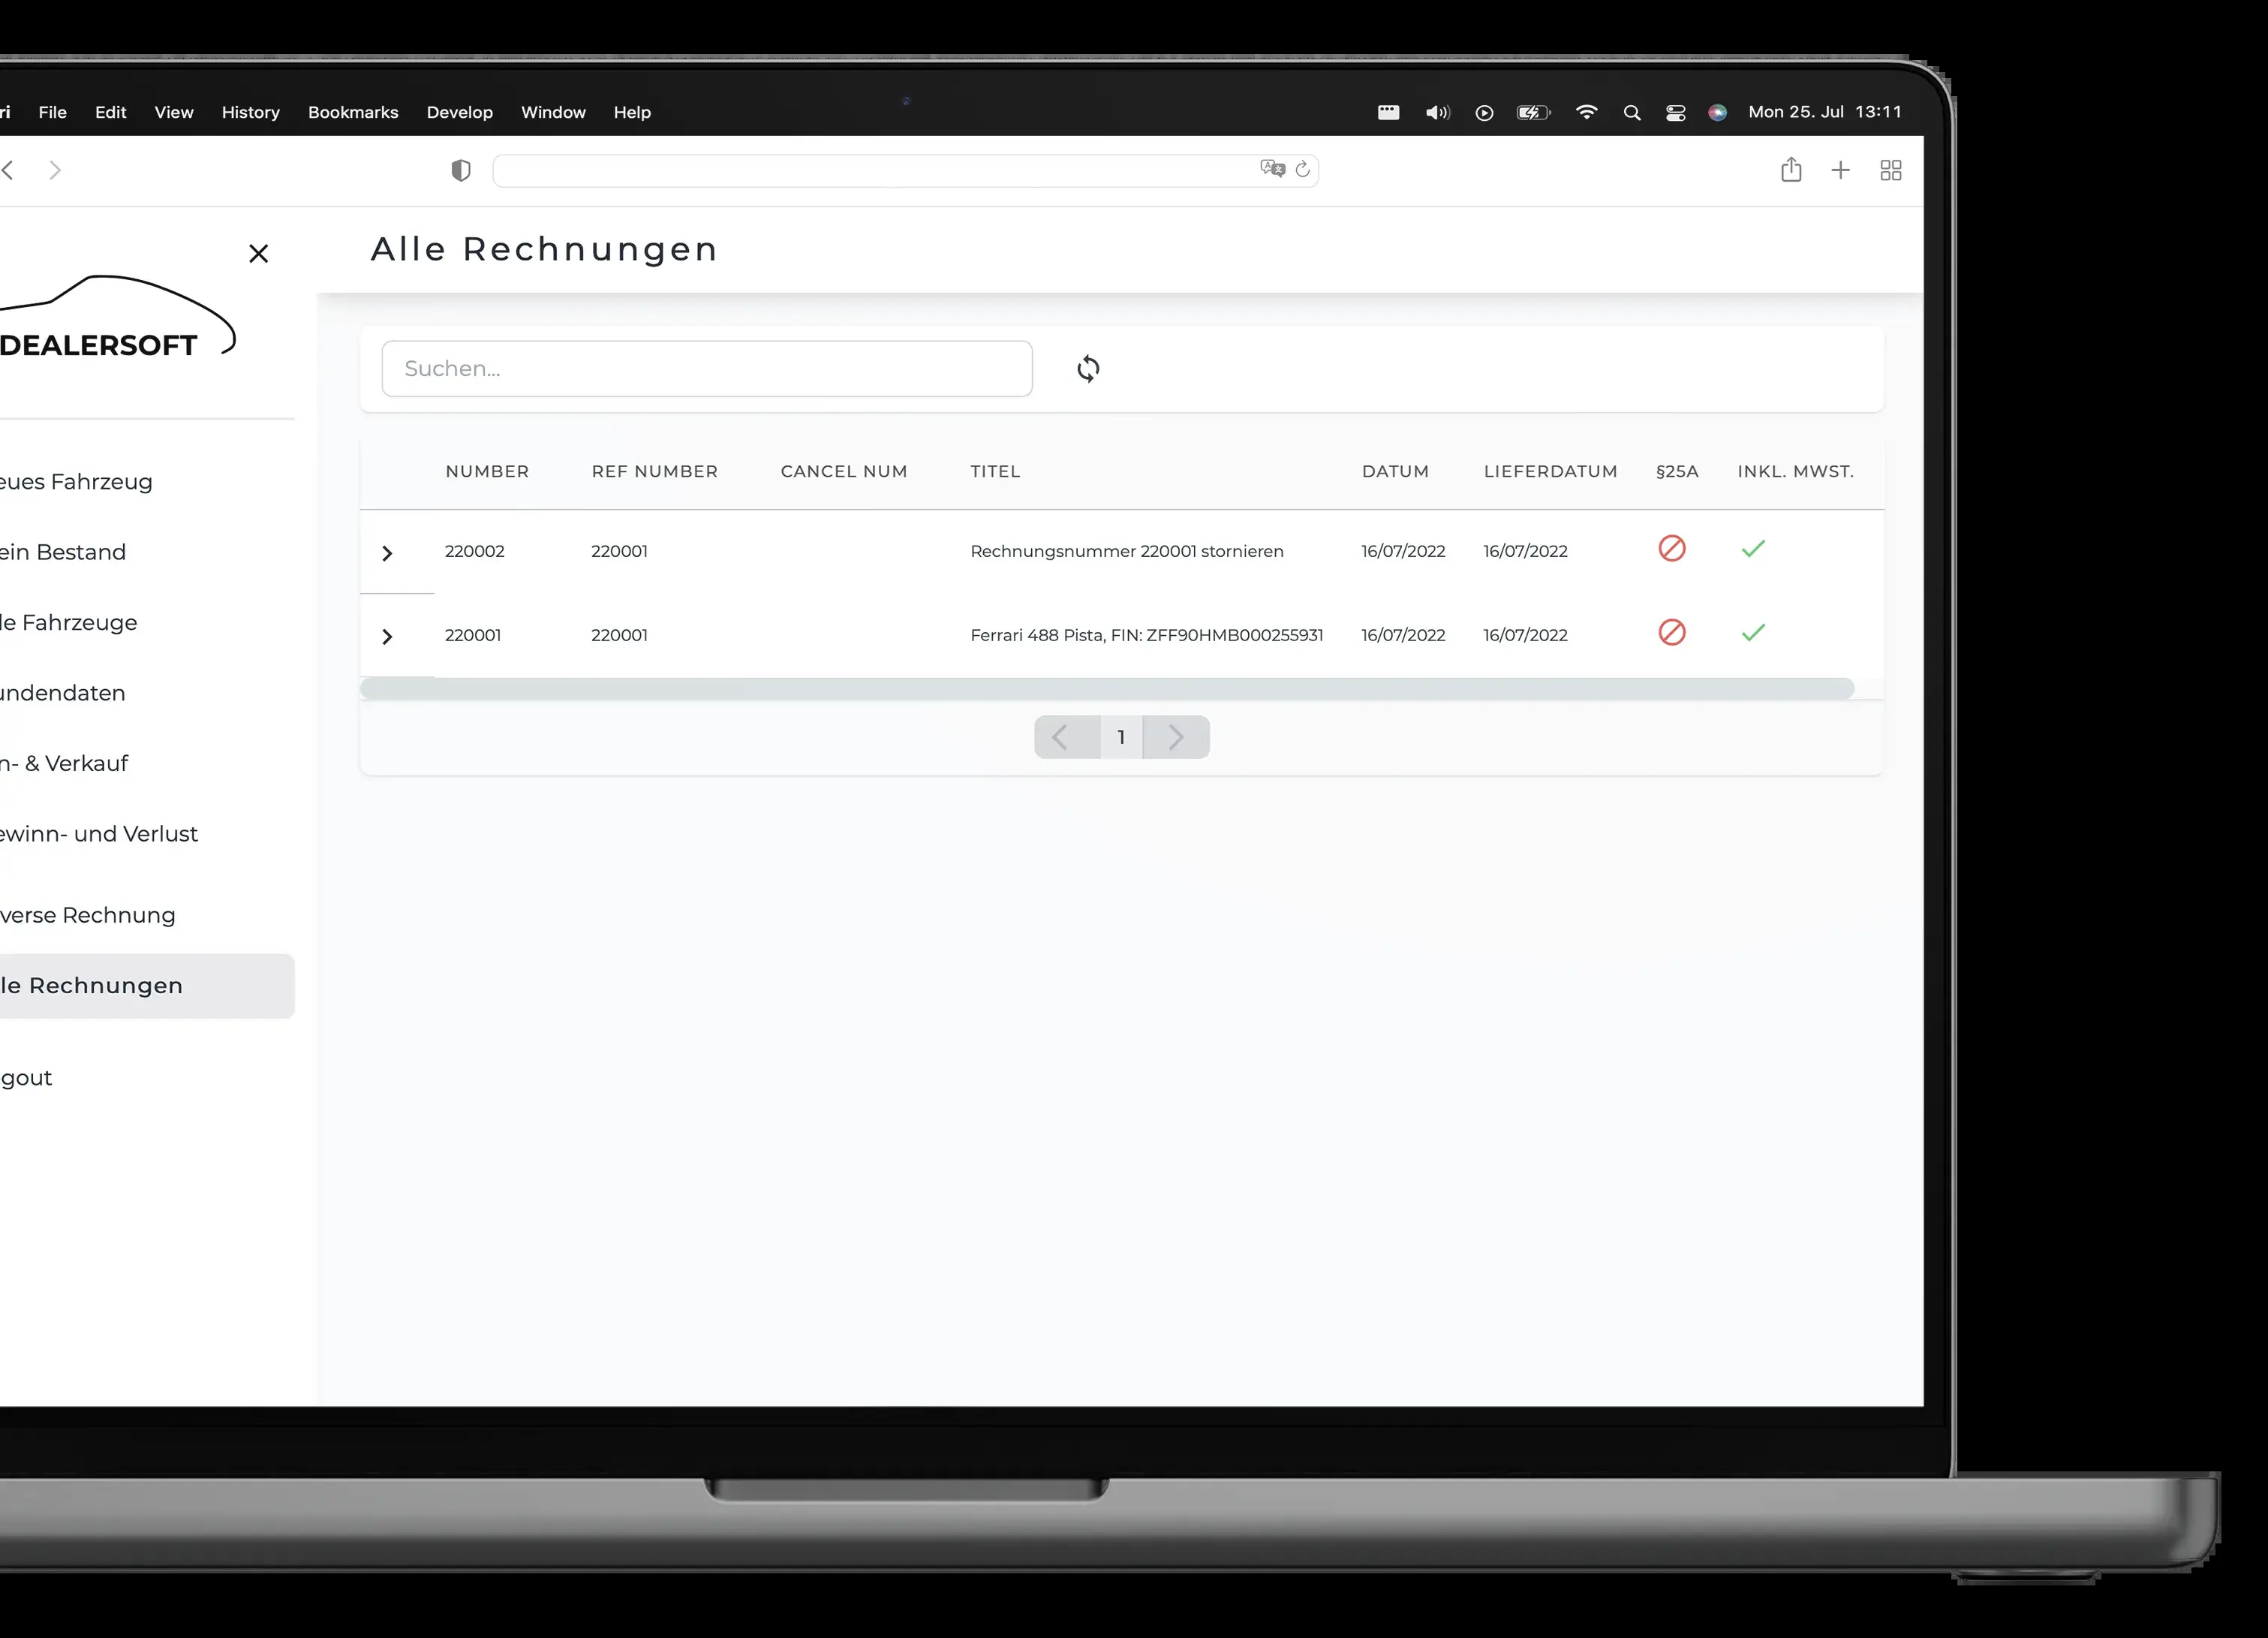 ri File Edit View History Bookmarks Develop Window Help Mon 25. Jul 13:11
Alle Rechnungen
DEALERSOFT
Suchen...
eues Fahrzeug
ein Bestand
le Fahrzeuge
undendaten
n- & Verkauf
ewinn- und Verlust
verse Rechnung
le Rechnungen
gout
NUMBER REF NUMBER CANCEL NUM TITEL DATUM LIEFERDATUM §25A INKL. MWST.
220002 220001 Rechnungsnummer 220001 stornieren 16/07/2022 16/07/2022
220001 220001 Ferrari 488 Pista, FIN: ZFF90HMB000255931 16/07/2022 16/07/2022
1